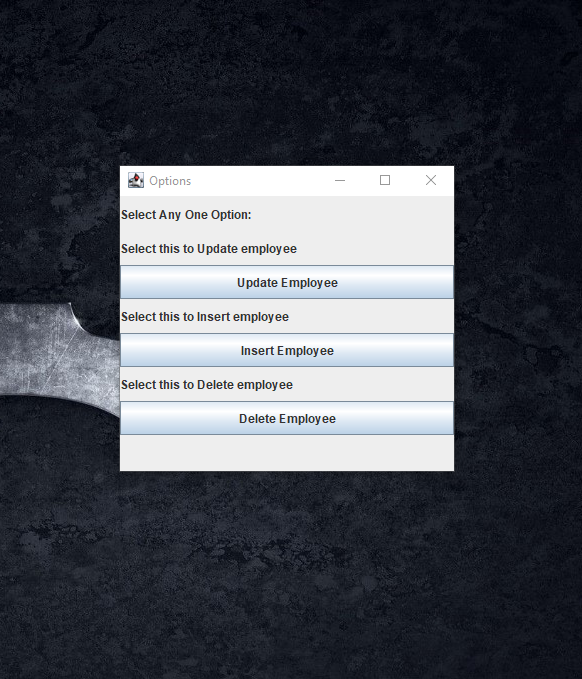 Options
Select Any One Option:
Select this to Update employee
Update Employee
Select this to Insert employee
Insert Employee
Select this to Delete employee
Delete Employee